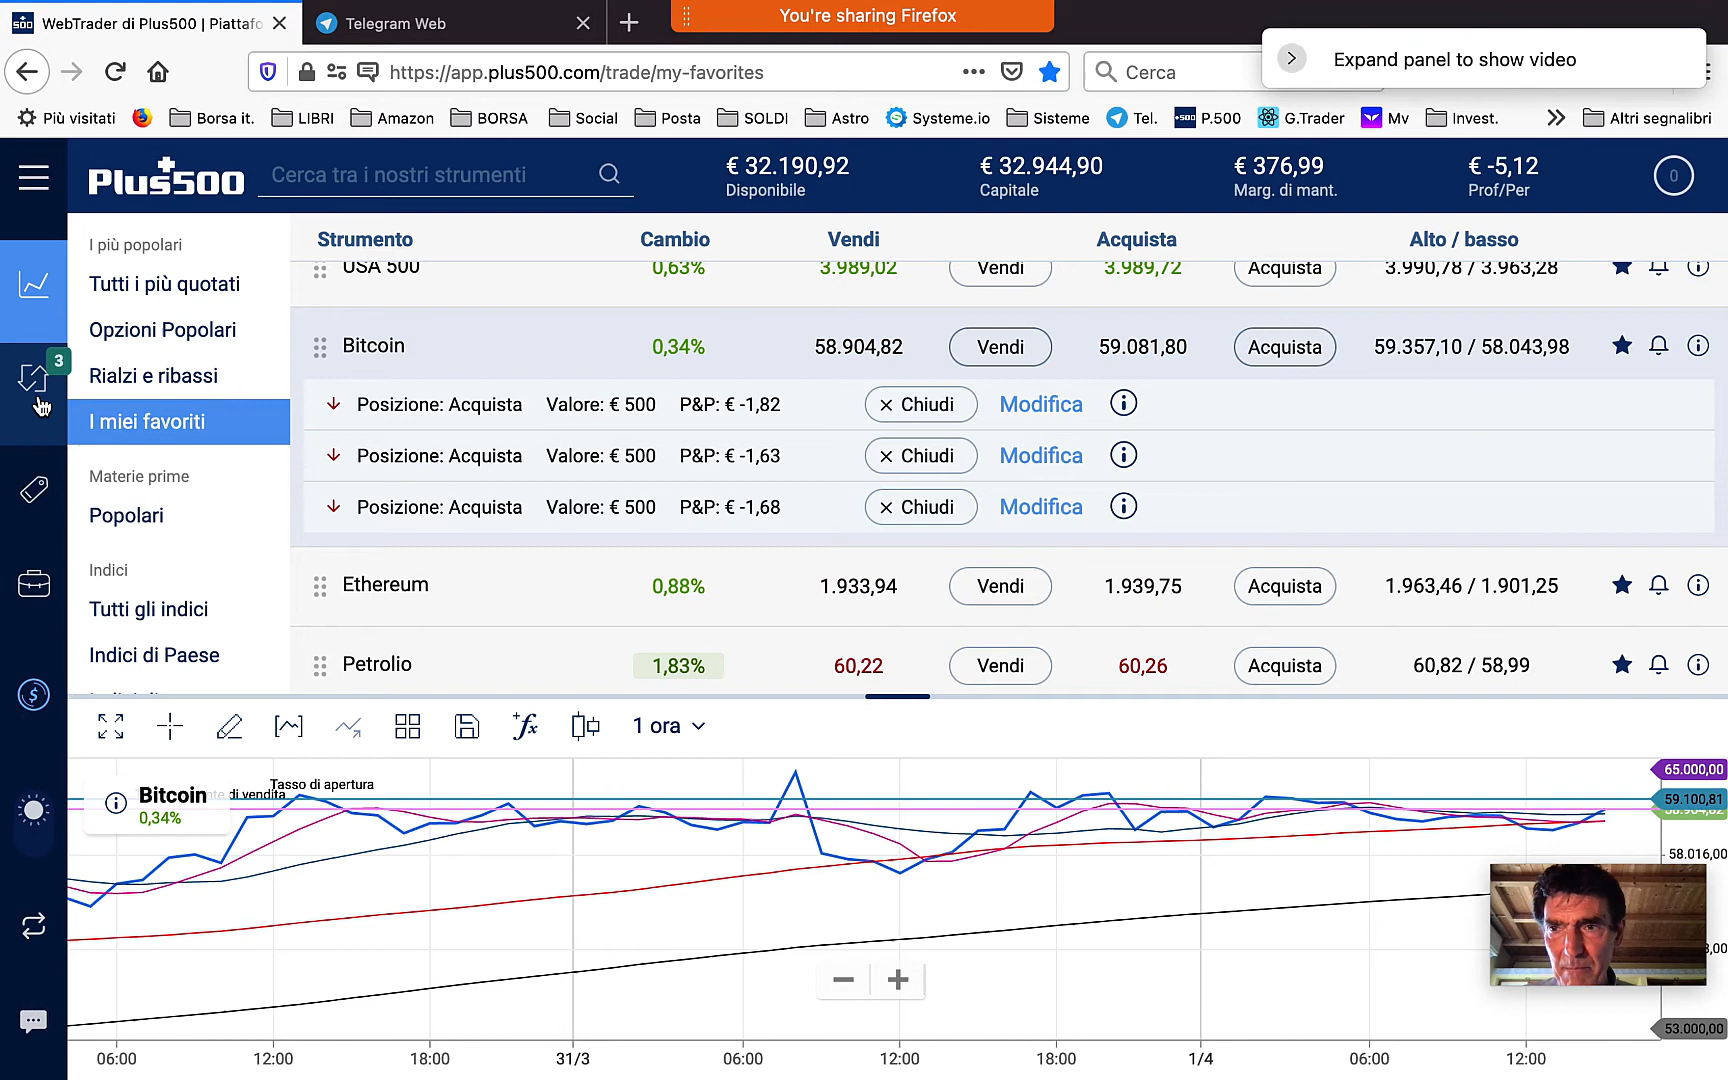 WebTrader di Plus500 | Piattafo
Telegram Web
You're sharing Firefox
Expand panel to show video
https://app.plus500.com/trade/my-favorites
Cerca
Più visitati
Borsa it.
LIBRI
Amazon
BORSA
Social
Posta
SOLDI
Astro
Systeme.io
Sisteme
Tel.
+500
P.500
G.Trader
Mv
Invest.
Altri segnalibri
Plus500
Cerca tra i nostri strumenti
€ 32.190,92
Disponibile
€ 32.944,90
Capitale
€ 376,99
Marg. di mant.
€ -5,12
Prof/Per
0
3
I più popolari
Tutti i più quotati
Opzioni Popolari
Rialzi e ribassi
I miei favoriti
Materie prime
Popolari
Indici
Tutti gli indici
Indici di Paese
Strumento Cambio Vendi Acquista Alto / basso
USA 500 0,63% 3.989,02 Vendi 3.989,72 Acquista 3.990,78 / 3.963,28
Bitcoin 0,34% 58.904,82 Vendi 59.081,80 Acquista 59.357,10 / 58.043,98
Posizione: Acquista Valore: € 500 P&P: € -1,82 × Chiudi Modifica
Posizione: Acquista Valore: € 500 P&P: € -1,63 × Chiudi Modifica
Posizione: Acquista Valore: € 500 P&P: € -1,68 × Chiudi Modifica
Ethereum 0,88% 1.933,94 Vendi 1.939,75 Acquista 1.963,46 / 1.901,25
Petrolio 1,83% 60,22 Vendi 60,26 Acquista 60,82 / 58,99
+fx
1 ora
Tasso di apertura
di vendita
Bitcoin
0,34%
65.000,00
59.100,81
58.016,00
53.000,00
06:00 12:00 18:00 31/3 06:00 12:00 18:00 1/4 06:00 12:00